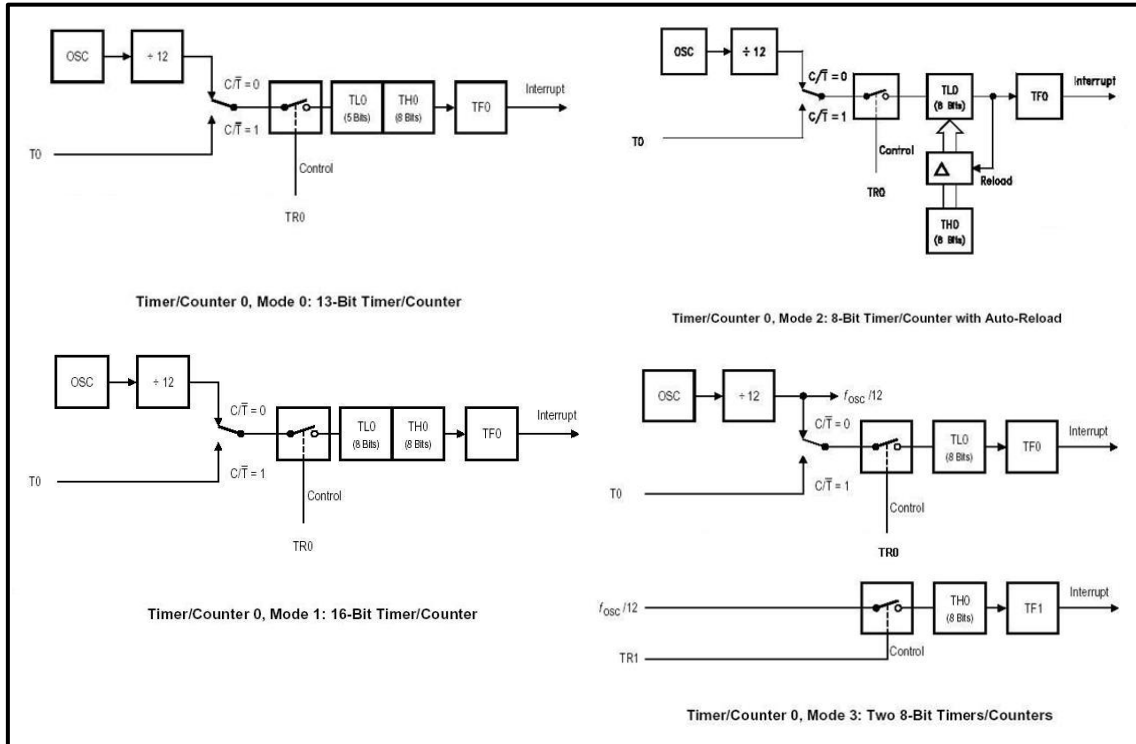 OSC
÷ 12
C/T̅ = 0
TL0
(5 Bits)
TH0
(8 Bits)
TF0
Interrupt
C/T̅ = 1
T0
Control
TR0
Timer/Counter 0, Mode 0: 13-Bit Timer/Counter
OSC
÷ 12
C/T̅ = 0
TL0
(8 Bits)
TF0
Interrupt
C/T̅ = 1
T0
Control
TR0
Δ
Reload
TH0
(8 Bits)
Timer/Counter 0, Mode 2: 8-Bit Timer/Counter with Auto-Reload
OSC
÷ 12
C/T̅ = 0
TL0
(8 Bits)
TH0
(8 Bits)
TF0
Interrupt
C/T̅ = 1
T0
Control
TR0
Timer/Counter 0, Mode 1: 16-Bit Timer/Counter
OSC
÷ 12
fOSC /12
C/T̅ = 0
TL0
(8 Bits)
TF0
Interrupt
C/T̅ = 1
T0
Control
TR0
fOSC /12
TH0
(8 Bits)
TF1
Interrupt
TR1
Control
Timer/Counter 0, Mode 3: Two 8-Bit Timers/Counters